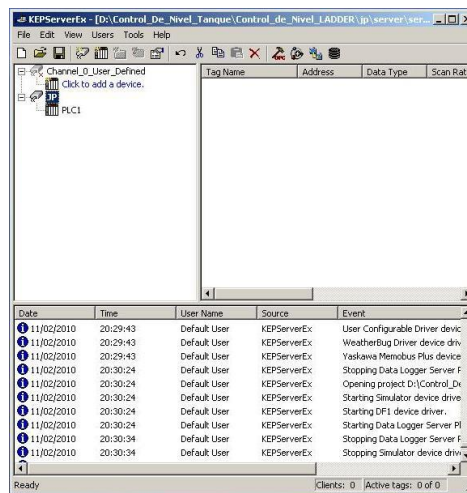 KEPServerEx - [D:\Control_De_Nivel_Tanque\Control_de_Nivel_LADDER\jp\server\ser...
File Edit View Users Tools Help
Channel_0_User_Defined
Click to add a device.
JP
PLC1
Tag Name Address Data Type Scan Rat
Date Time User Name Source Event
11/02/2010 20:29:43 Default User KEPServerEx User Configurable Driver devic
11/02/2010 20:29:43 Default User KEPServerEx WeatherBug Driver device driv
11/02/2010 20:29:43 Default User KEPServerEx Yaskawa Memobus Plus device
11/02/2010 20:30:24 Default User KEPServerEx Stopping Data Logger Server P
11/02/2010 20:30:24 Default User KEPServerEx Opening project D:\Control_De
11/02/2010 20:30:24 Default User KEPServerEx Starting Simulator device drive
11/02/2010 20:30:24 Default User KEPServerEx Starting DF1 device driver.
11/02/2010 20:30:24 Default User KEPServerEx Starting Data Logger Server Pl
11/02/2010 20:30:34 Default User KEPServerEx Stopping Data Logger Server P
11/02/2010 20:30:34 Default User KEPServerEx Stopping Simulator device drive
Ready Clients: 0 Active tags: 0 of 0